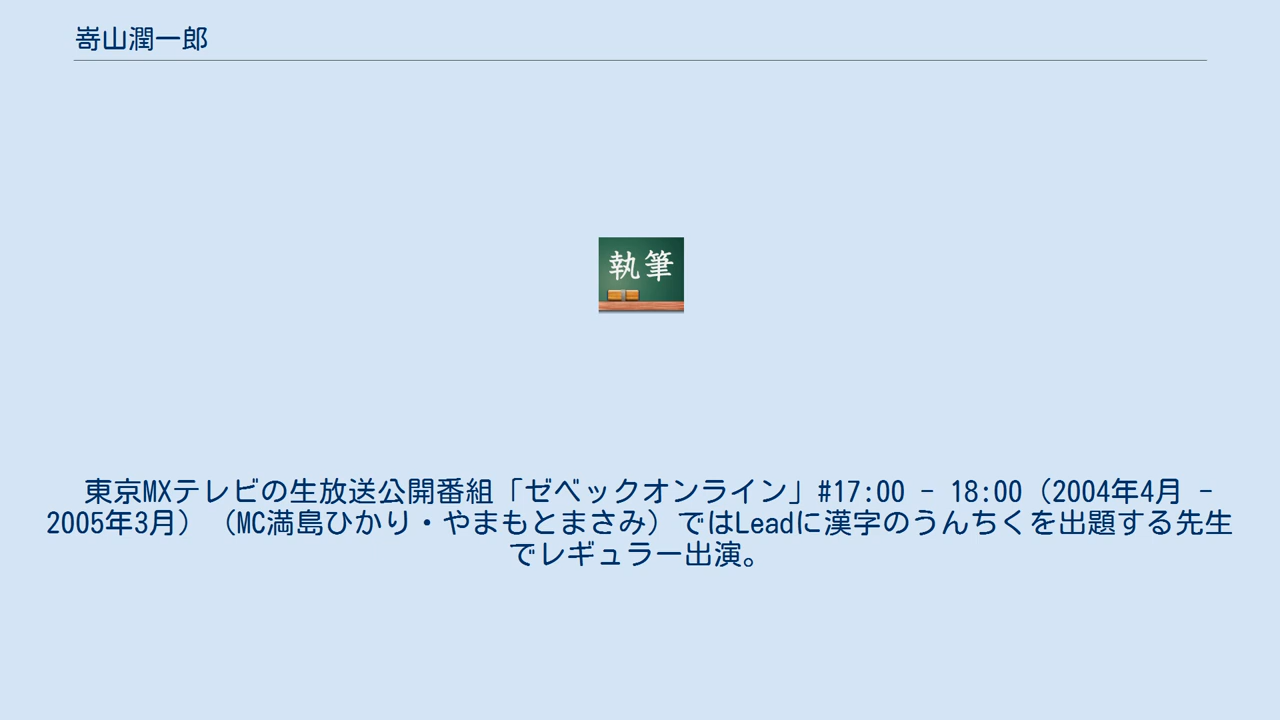 嵜山潤一郎
執筆
東京MXテレビの生放送公開番組「ゼベックオンライン」#17:00 - 18:00（2004年4月 -
2005年3月）（MC満島ひかり・やまもとまさみ）ではLeadに漢字のうんちくを出題する先生
でレギュラー出演。